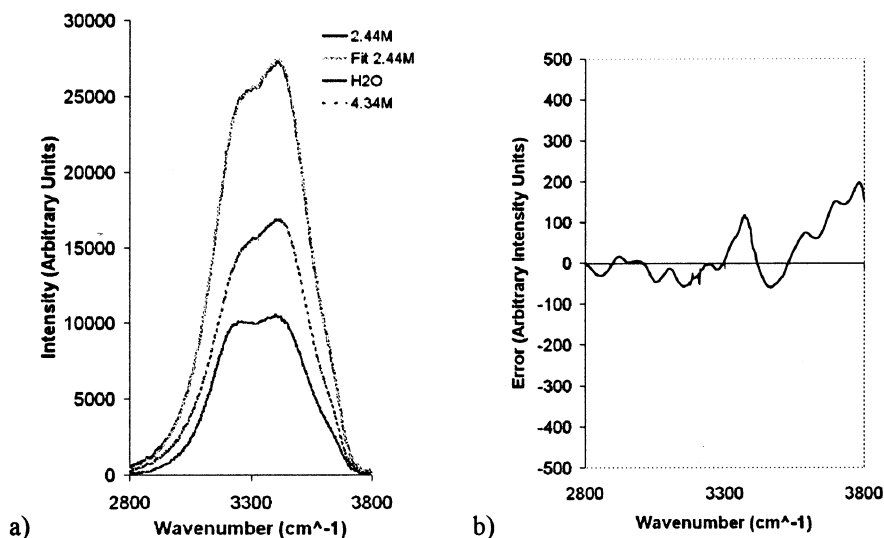 30000
25000
20000
15000
10000
5000
0
Intensity (Arbitrary Units)
2.44M
Fit 2.44M
H2O
4.34M
2800
3300
3800
Wavenumber (cm^-1)
a)
500
400
300
200
100
0
-100
-200
-300
-400
-500
Error (Arbitrary Intensity Units)
2800
3300
3800
Wavenumber (cm^-1)
b)